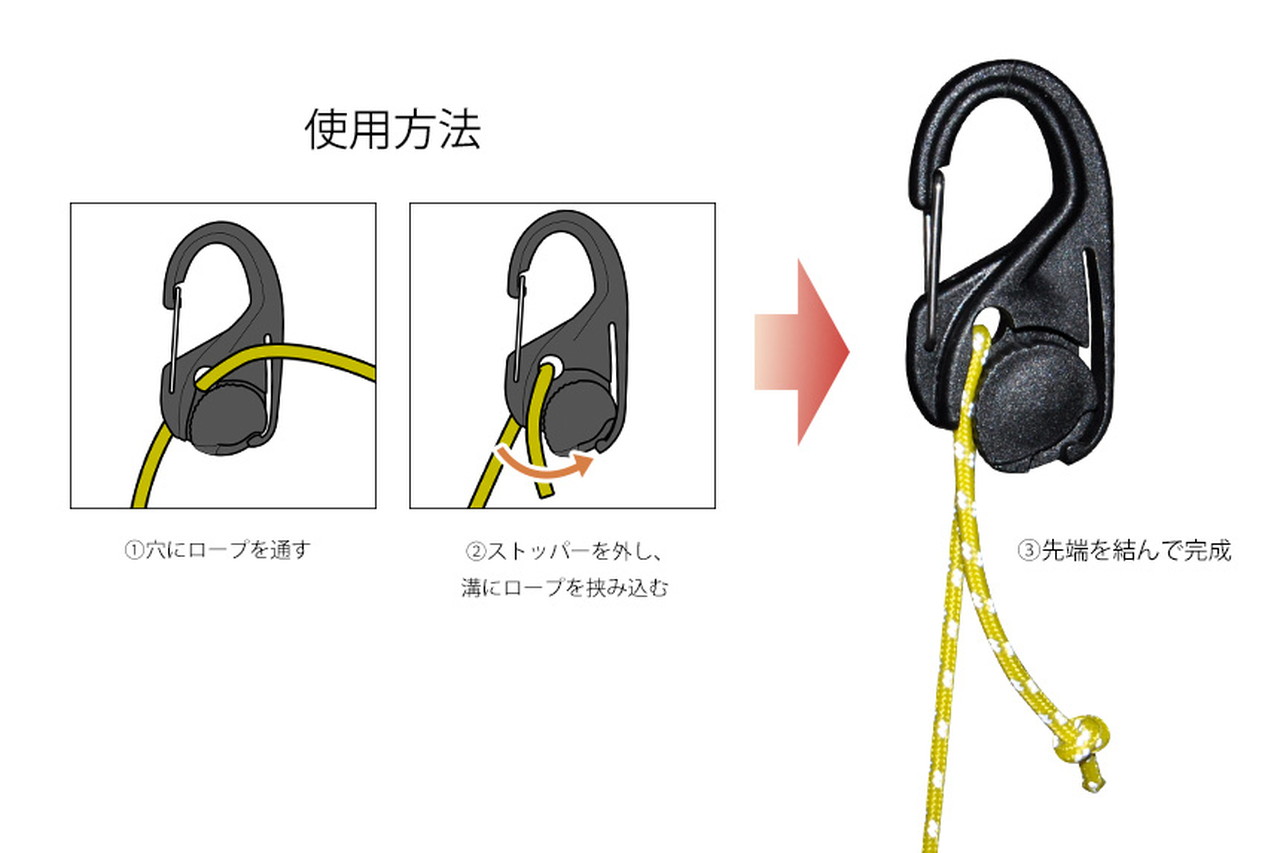 使用方法
①穴にロープを通す
②ストッパーを外し、
溝にロープを挟み込む
③先端を結んで完成